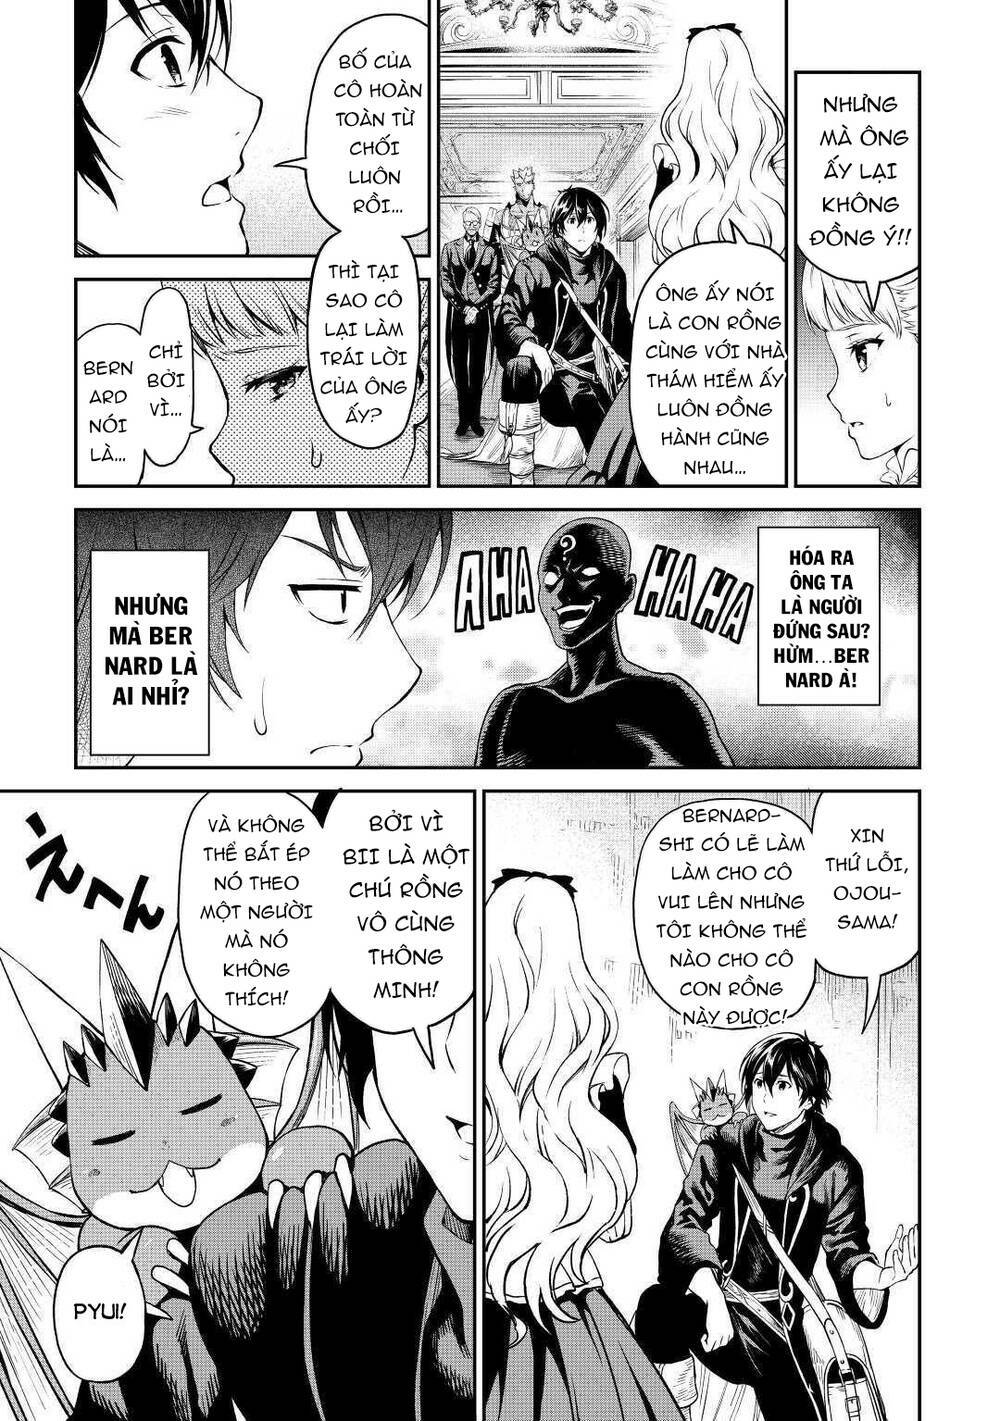 NHƯNG
MÀ ÔNG
ẤY LẠI
KHÔNG
ĐỒNG Ý!!
ÔNG ẤY NÓI
LÀ CON RỒNG
CÙNG VỚI NHÀ
THÁM HIỂM ẤY
LUÔN ĐỒNG
HÀNH CŨNG
NHAU...
BỐ CỦA
CÔ HOÀN
TOÀN TỪ
CHỐI
LUÔN
RỒI...
THÌ TẠI
SAO CÔ
LẠI LÀM
TRÁI LỜI
CỦA ÔNG
ẤY?
CHỈ
BỞI
VÌ...
BERN
ARD
NÓI
LÀ...
HÓA RA
ÔNG TA
LÀ NGƯỜI
ĐỨNG SAU?
HỪM...BER
NARD À!
AHA
HAHA
NHƯNG
MÀ BER
NARD LÀ
AI NHỈ?
XIN
THỨ LỖI,
OJOU-
SAMA!
BERNARD-
SHI CÓ LẼ LÀM
LÀM CHO CÔ
VUI LÊN NHƯNG
TÔI KHÔNG THỂ
NÀO CHO CÔ
CON RỒNG
NÀY ĐƯỢC!
BỞI VÌ
BII LÀ MỘT
CHÚ RỒNG
VÔ CÙNG
THÔNG
MINH!
VÀ KHÔNG
THỂ BẮT ÉP
NÓ THEO
MỘT NGƯỜI
MÀ NÓ
KHÔNG
THÍCH!
えへん
PYUI!